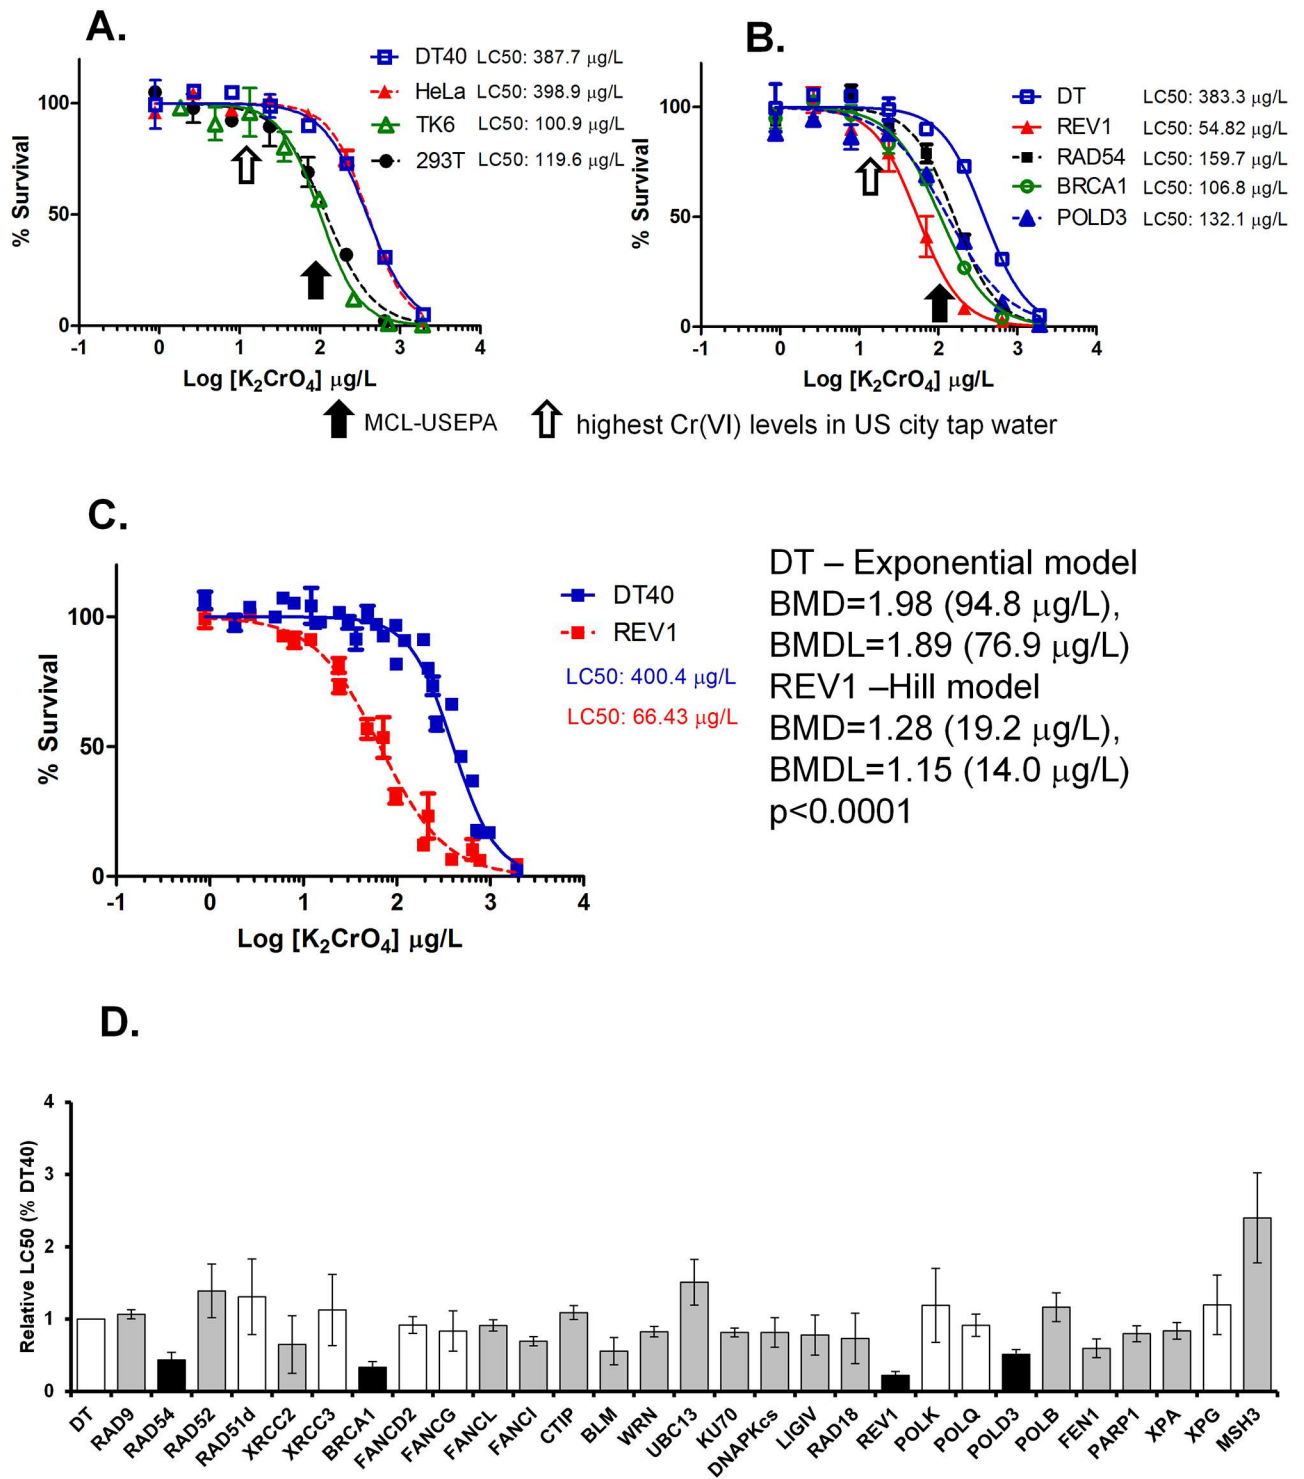 A.
DT40 LC50: 387.7 μg/L
HeLa LC50: 398.9 μg/L
TK6 LC50: 100.9 μg/L
293T LC50: 119.6 μg/L
% Survival
100
50
0
-1 0 1 2 3 4
Log [K₂CrO₄] μg/L
B.
DT LC50: 383.3 μg/L
REV1 LC50: 54.82 μg/L
RAD54 LC50: 159.7 μg/L
BRCA1 LC50: 106.8 μg/L
POLD3 LC50: 132.1 μg/L
% Survival
100
50
0
-1 0 1 2 3 4
Log [K₂CrO₄] μg/L
MCL-USEPA
highest Cr(VI) levels in US city tap water
C.
DT40
REV1
LC50: 400.4 μg/L
LC50: 66.43 μg/L
% Survival
100
50
0
-1 0 1 2 3 4
Log [K₂CrO₄] μg/L
DT – Exponential model
BMD=1.98 (94.8 μg/L),
BMDL=1.89 (76.9 μg/L)
REV1 –Hill model
BMD=1.28 (19.2 μg/L),
BMDL=1.15 (14.0 μg/L)
p<0.0001
D.
Relative LC50 (% DT40)
4
3
2
1
0
DT RAD9 RAD54 RAD52 RAD51d XRCC2 XRCC3 BRCA1 FANCD2 FANCG FANCL FANCI CTIP BLM WRN UBC13 KU70 DNAPKcs LIGIV RAD18 REV1 POLK POLQ POLD3 POLB FEN1 PARP1 XPA XPG MSH3